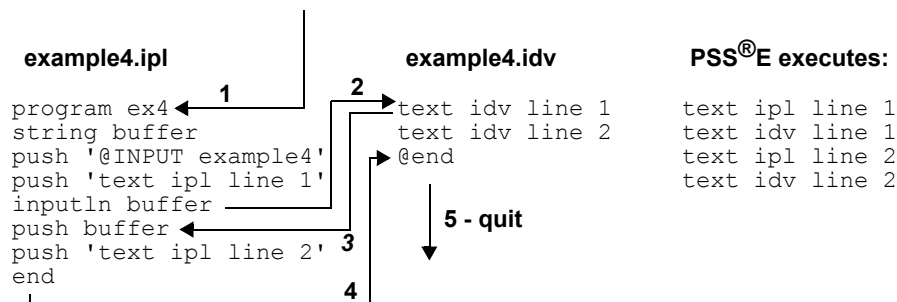 example4.ipl
program ex4
string buffer
push '@INPUT example4'
push 'text ipl line 1'
inputln buffer
push buffer
push 'text ipl line 2'
end
1
2
3
4
example4.idv
text idv line 1
text idv line 2
@end
5 - quit
PSS®E executes:
text ipl line 1
text idv line 1
text ipl line 2
text idv line 2